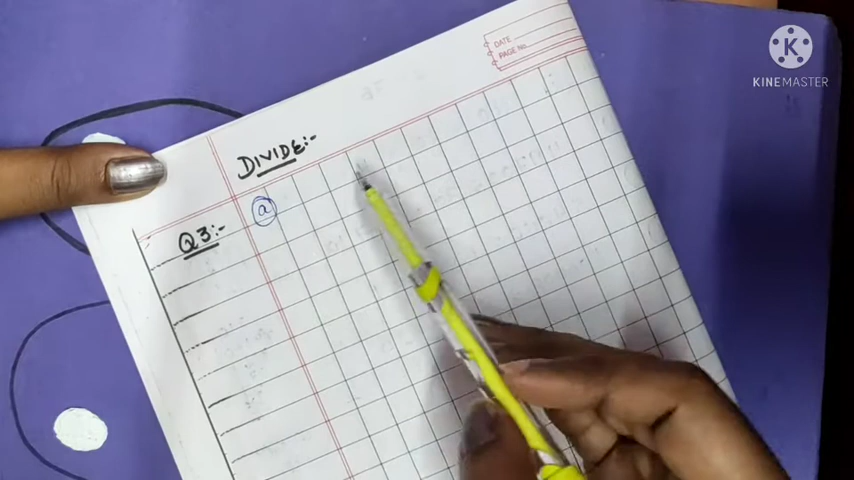 DATE
PAGE No.
K
KINEMASTER
DIVIDE:-
Q3:-
a